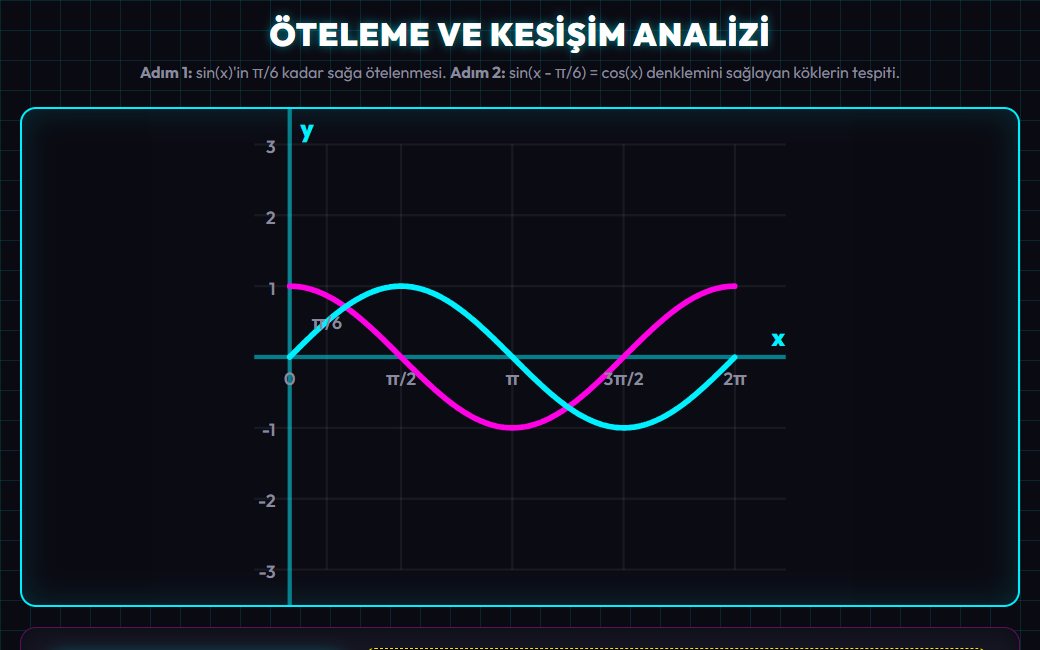 ÖTELEME VE KESİŞİM ANALİZİ
Adım 1: sin(x)'in π/6 kadar sağa ötelenmesi. Adım 2: sin(x - π/6) = cos(x) denklemini sağlayan köklerin tespiti.
y
3
2
1
π/6
x
0 π/2 π 3π/2 2π
-1
-2
-3